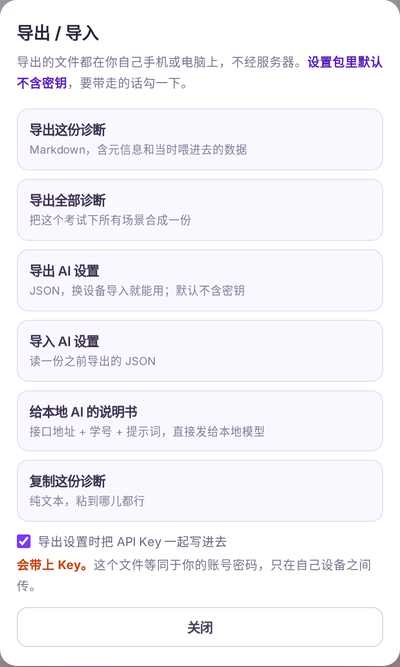 导出 / 导入
导出的文件都在你自己手机或电脑上，不经服务器。设置包里默认
不含密钥，要带走的话勾一下。
导出这份诊断
Markdown，含元信息和当时喂进去的数据
导出全部诊断
把这个考试下所有场景合成一份
导出 AI 设置
JSON，换设备导入就能用；默认不含密钥
导入 AI 设置
读一份之前导出的 JSON
给本地 AI 的说明书
接口地址 + 学号 + 提示词，直接发给本地模型
复制这份诊断
纯文本，粘到哪儿都行
导出设置时把 API Key 一起写进去
会带上 Key。这个文件等同于你的账号密码，只在自己设备之间
传。
关闭